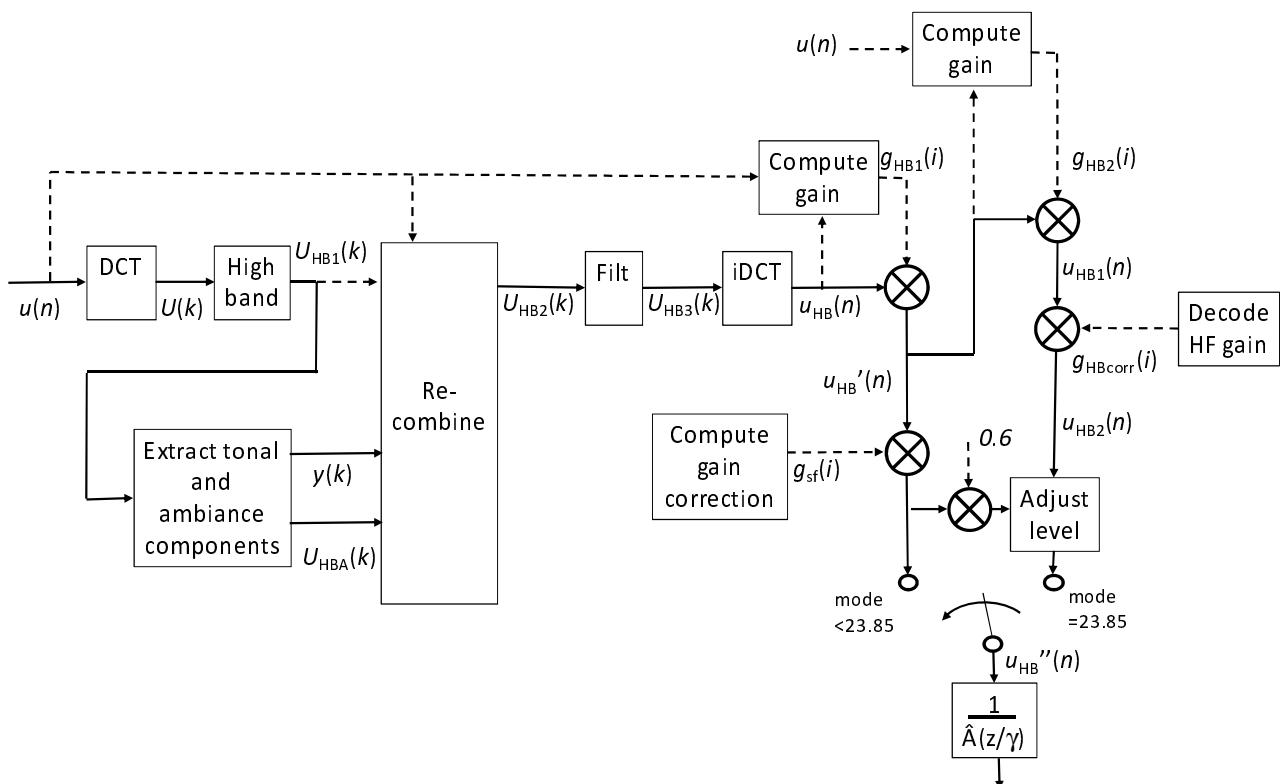 u(n)
Compute
gain
g_HB2(i)
Compute
gain
g_HB1(i)
u(n)
DCT
U(k)
High
band
U_HB1(k)
Re-
combine
U_HB2(k)
Filt
U_HB3(k)
iDCT
u_HB(n)
u_HB1(n)
Decode
HF gain
g_HBcorr(i)
u_HB'(n)
u_HB2(n)
Extract tonal
and
ambiance
components
y(k)
U_HBA(k)
Compute
gain
correction
g_sf(i)
0.6
Adjust
level
mode
<23.85
mode
=23.85
u_HB''(n)
1
Â(z/γ)